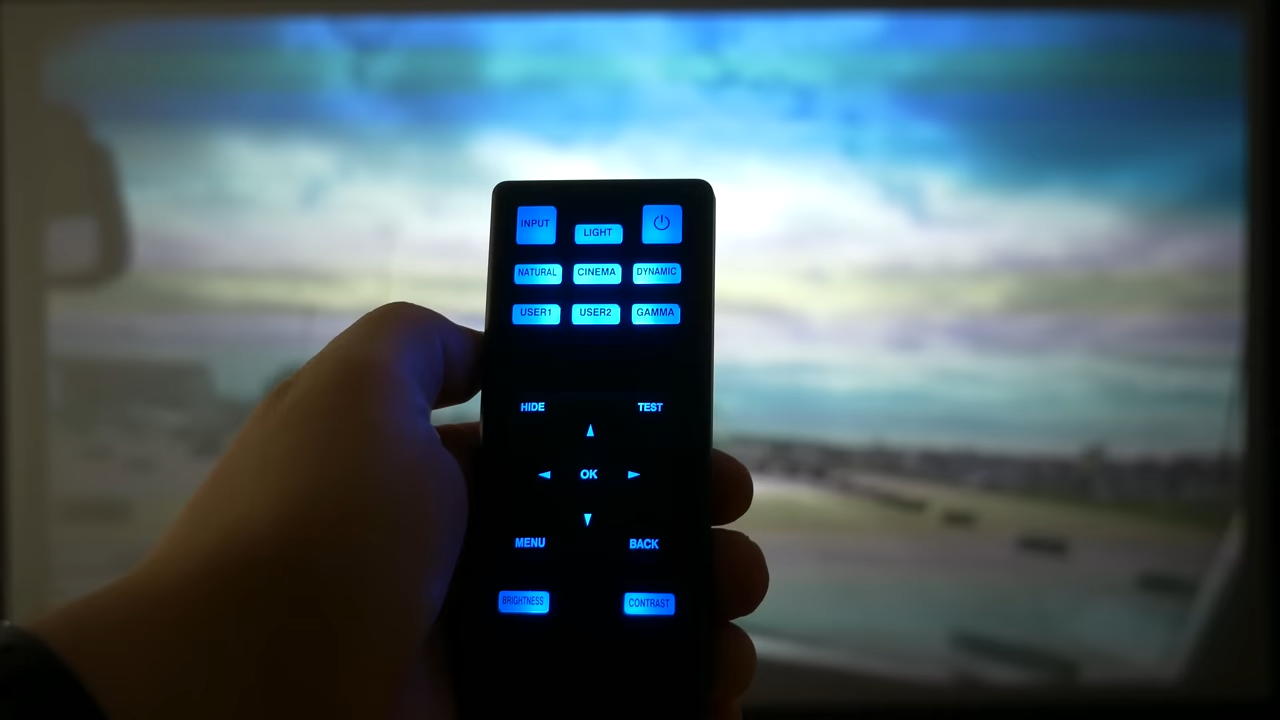 INPUT LIGHT
NATURAL CINEMA DYNAMIC
USER1 USER2 GAMMA
HIDE TEST
OK
MENU BACK
BRIGHTNESS CONTRAST